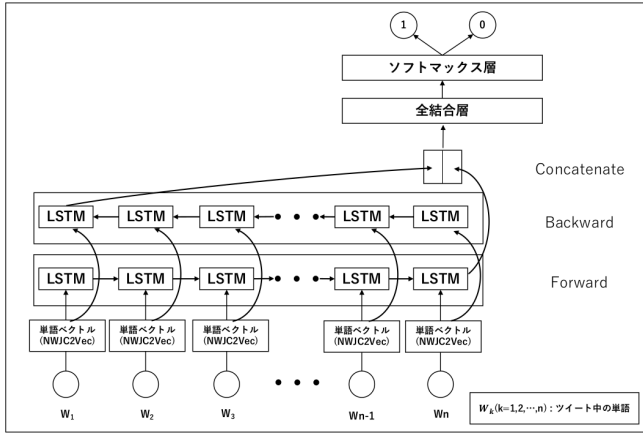 1 0
ソフトマックス層
全結合層
Concatenate
LSTM LSTM LSTM ● ● ● LSTM LSTM
Backward
LSTM LSTM LSTM ● ● ● LSTM LSTM
Forward
単語ベクトル 単語ベクトル 単語ベクトル 単語ベクトル 単語ベクトル
(NWJC2Vec) (NWJC2Vec) (NWJC2Vec) (NWJC2Vec) (NWJC2Vec)
● ● ●
W₁ W₂ W₃ Wn-1 Wn
Wₖ(k=1,2,⋯,n) : ツイート中の単語